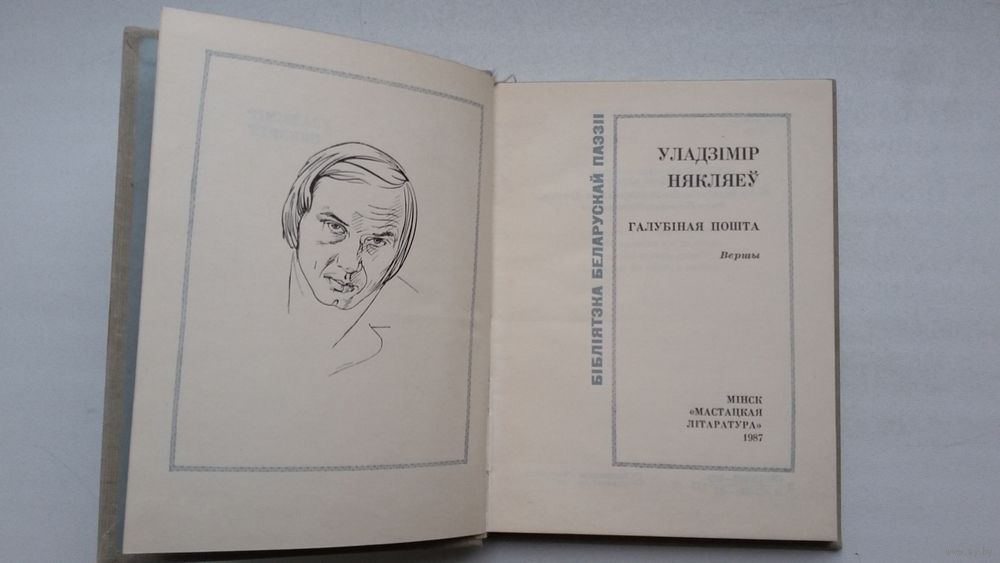 БІБЛІЯТЭКА БЕЛАРУСКАЙ ПАЭЗІІ
УЛАДЗІМІР
НЯКЛЯЕЎ
ГАЛУБІНАЯ ПОШТА
Вершы
МІНСК
«МАСТАЦКАЯ
ЛІТАРАТУРА»
1987